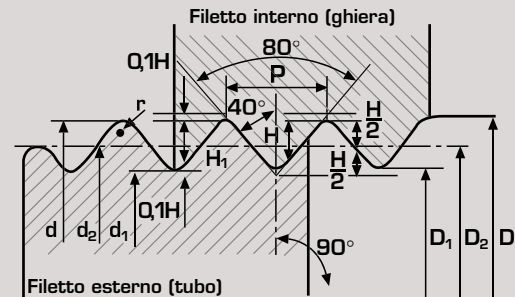 Filetto interno (ghiera)
80°
0,1H
P
r
40°
H
H/2
H₁
H/2
0,1H
d
d₂
d₁
90°
D₁
D₂
D
Filetto esterno (tubo)